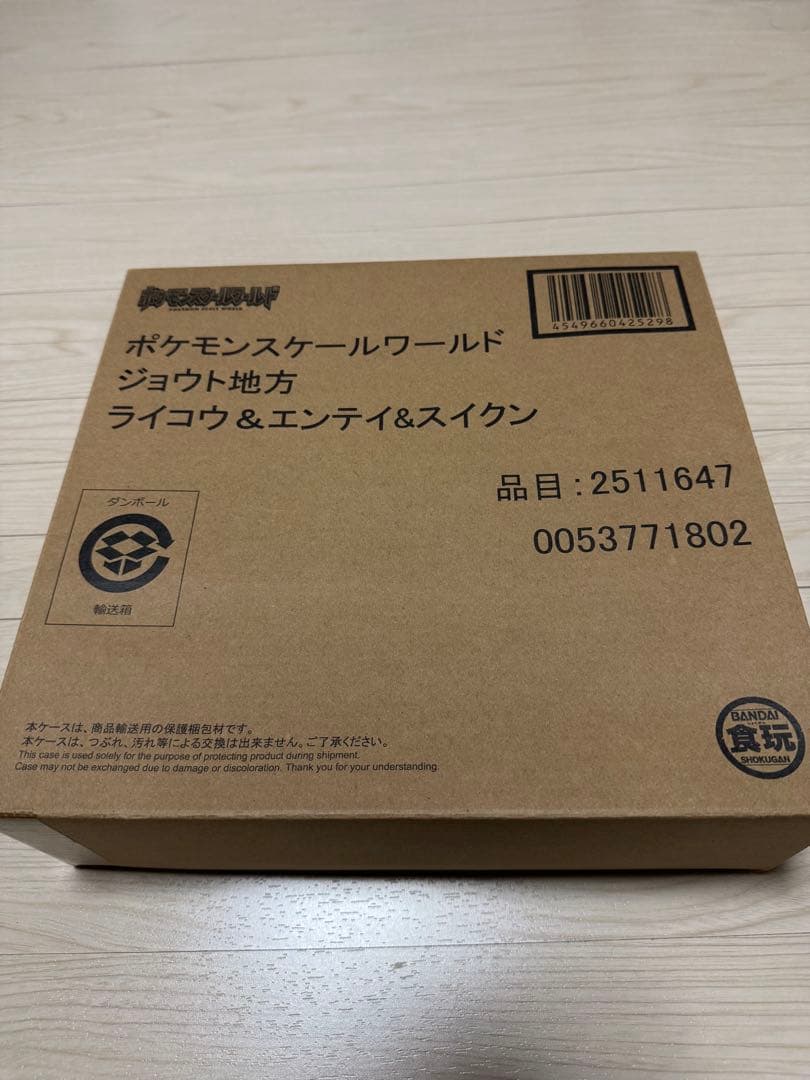 ポケモンスケールワールド
POKEMON SCALE WORLD
4549660425298
ポケモンスケールワールド
ジョウト地方
ライコウ&エンテイ&スイクン
品目:2511647
0053771802
ダンボール
輸送箱
本ケースは、商品輸送用の保護梱包材です。
本ケースは、つぶれ、汚れ等による交換は出来ません。ご了承ください。
This case is used solely for the purpose of protecting product during shipment.
Case may not be exchanged due to damage or discoloration. Thank you for your understanding.
BANDAI
食玩
SHOKUGAN